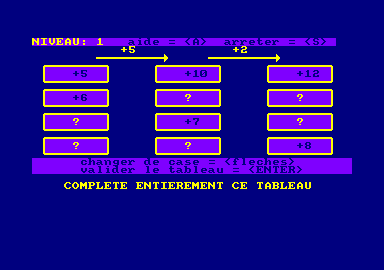 NIVEAU: 1 aide = <A> arreter = <S>
+5 +2
+5 +10 +12
+6 ? ?
? +7 ?
? ? +8
changer de case = <fleches>
valider le tableau = <ENTER>
COMPLETE ENTIEREMENT CE TABLEAU